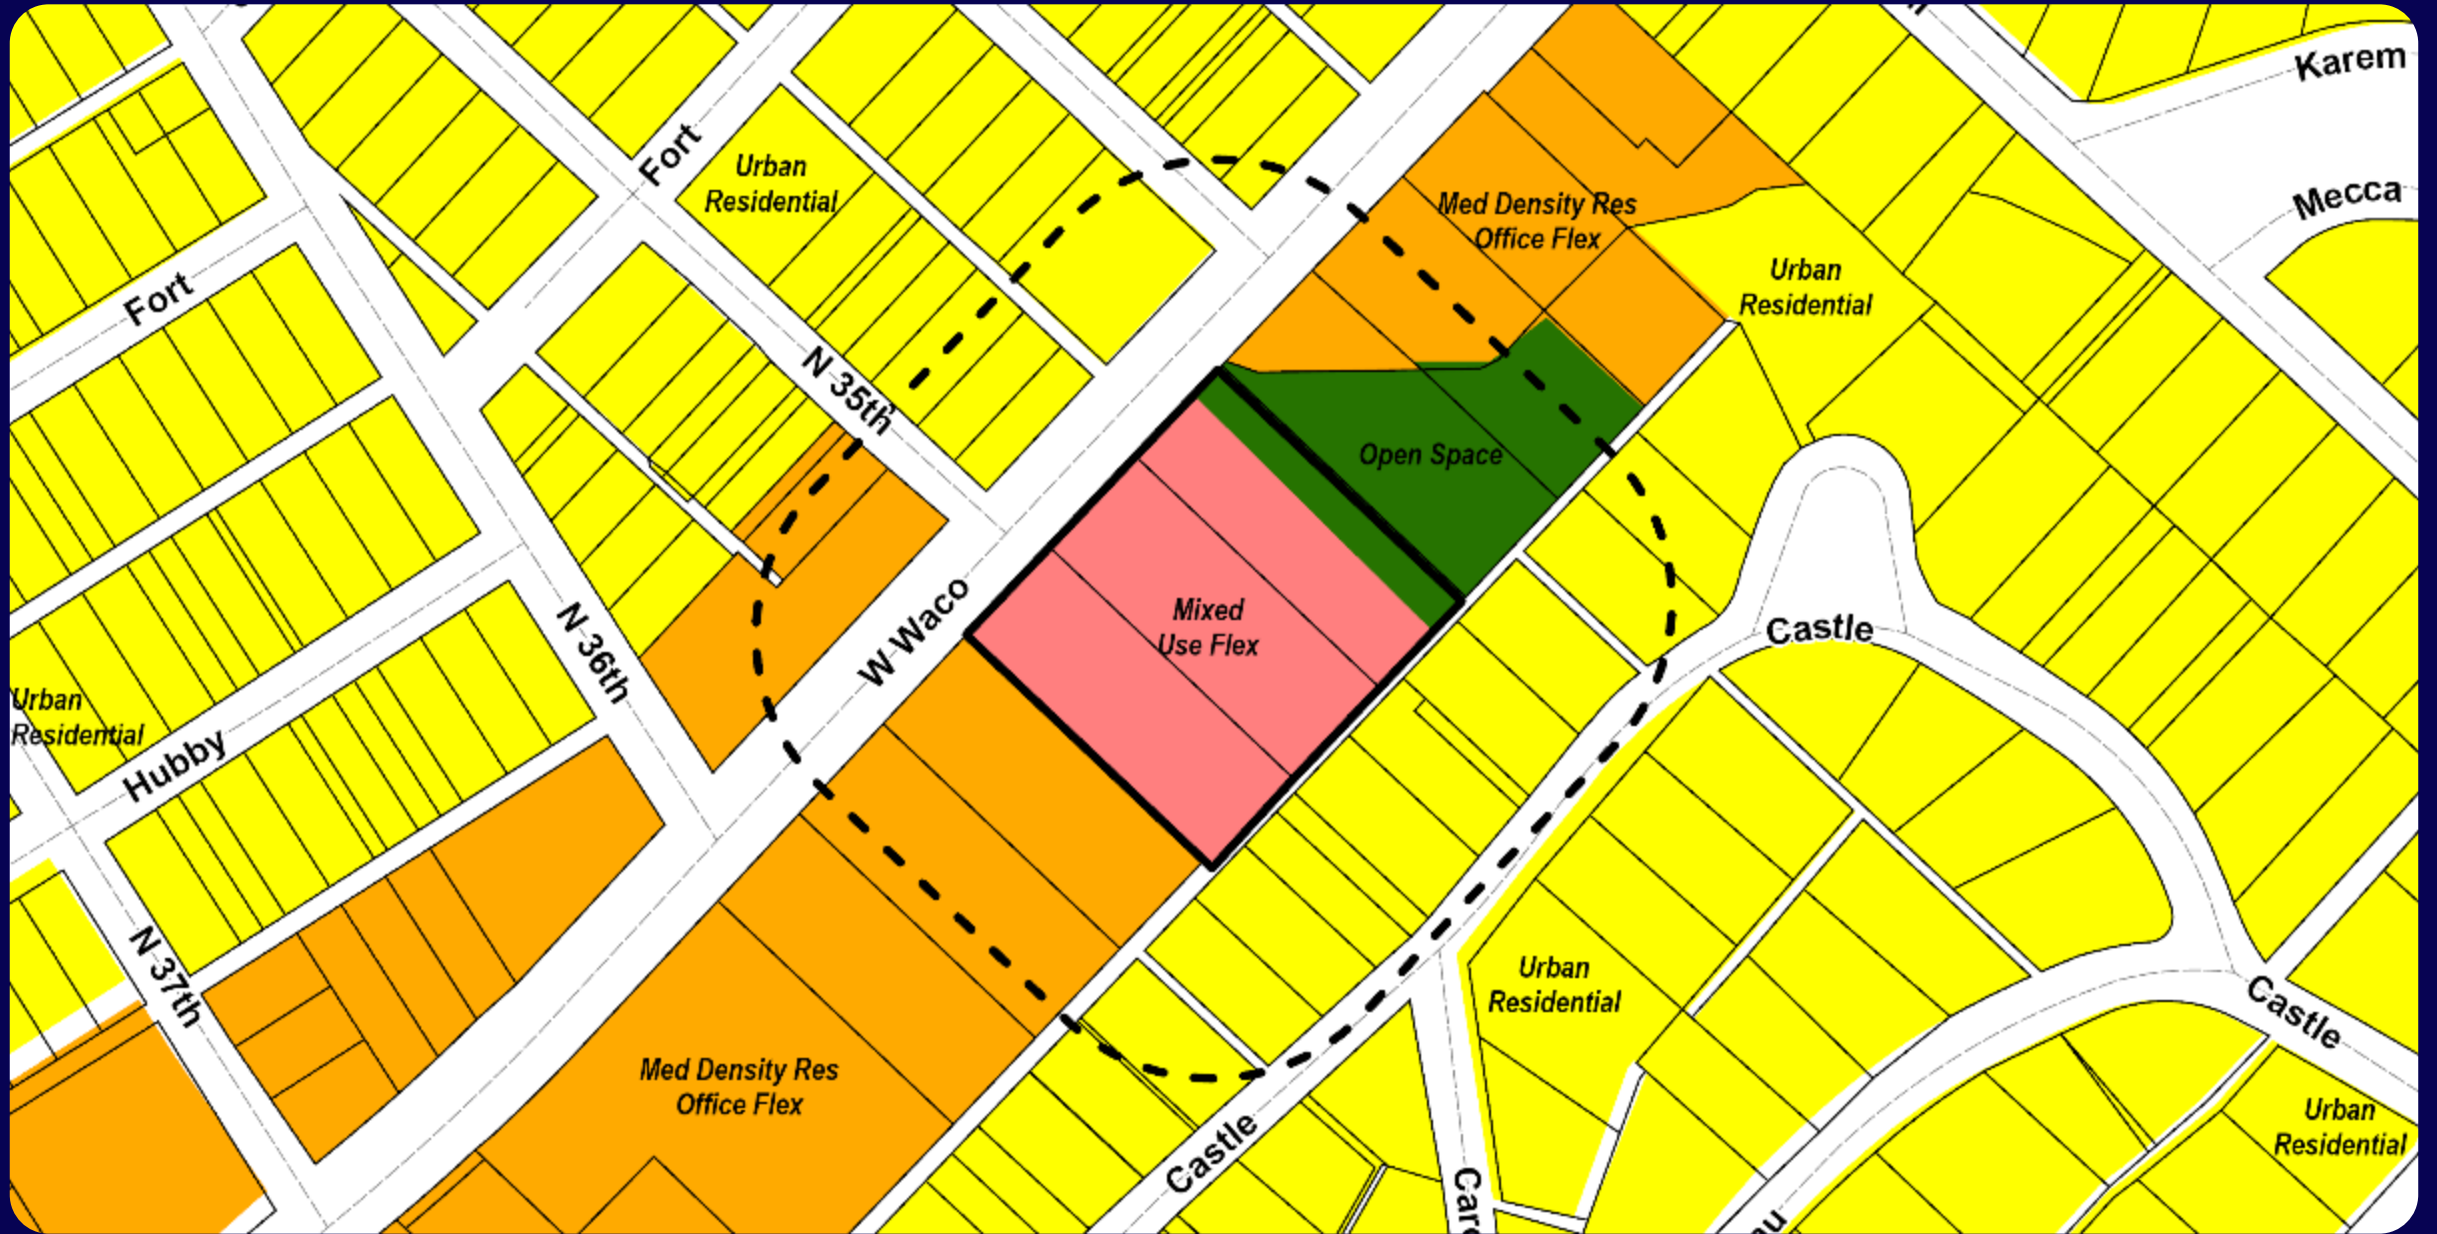 Karem
Fort
Urban
Residential
Mecca
Med Density Res
Office Flex
Urban
Residential
Fort
N 35th
Open Space
W Waco
Mixed
Use Flex
N 36th
Castle
Urban
Residential
Hubby
N 37th
Urban
Residential
Castle
Med Density Res
Office Flex
Castle
Urban
Residential